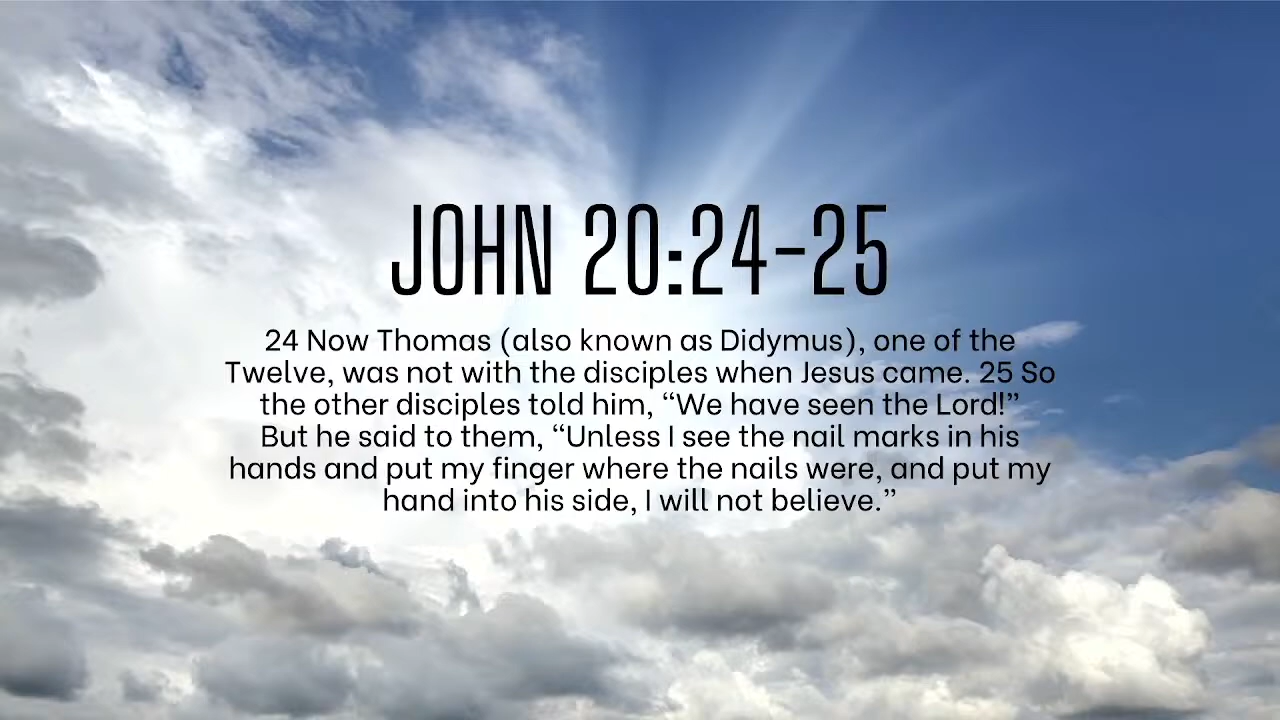 JOHN 20:24-25
24 Now Thomas (also known as Didymus), one of the
Twelve, was not with the disciples when Jesus came. 25 So
the other disciples told him, “We have seen the Lord!”
But he said to them, “Unless I see the nail marks in his
hands and put my finger where the nails were, and put my
hand into his side, I will not believe.”